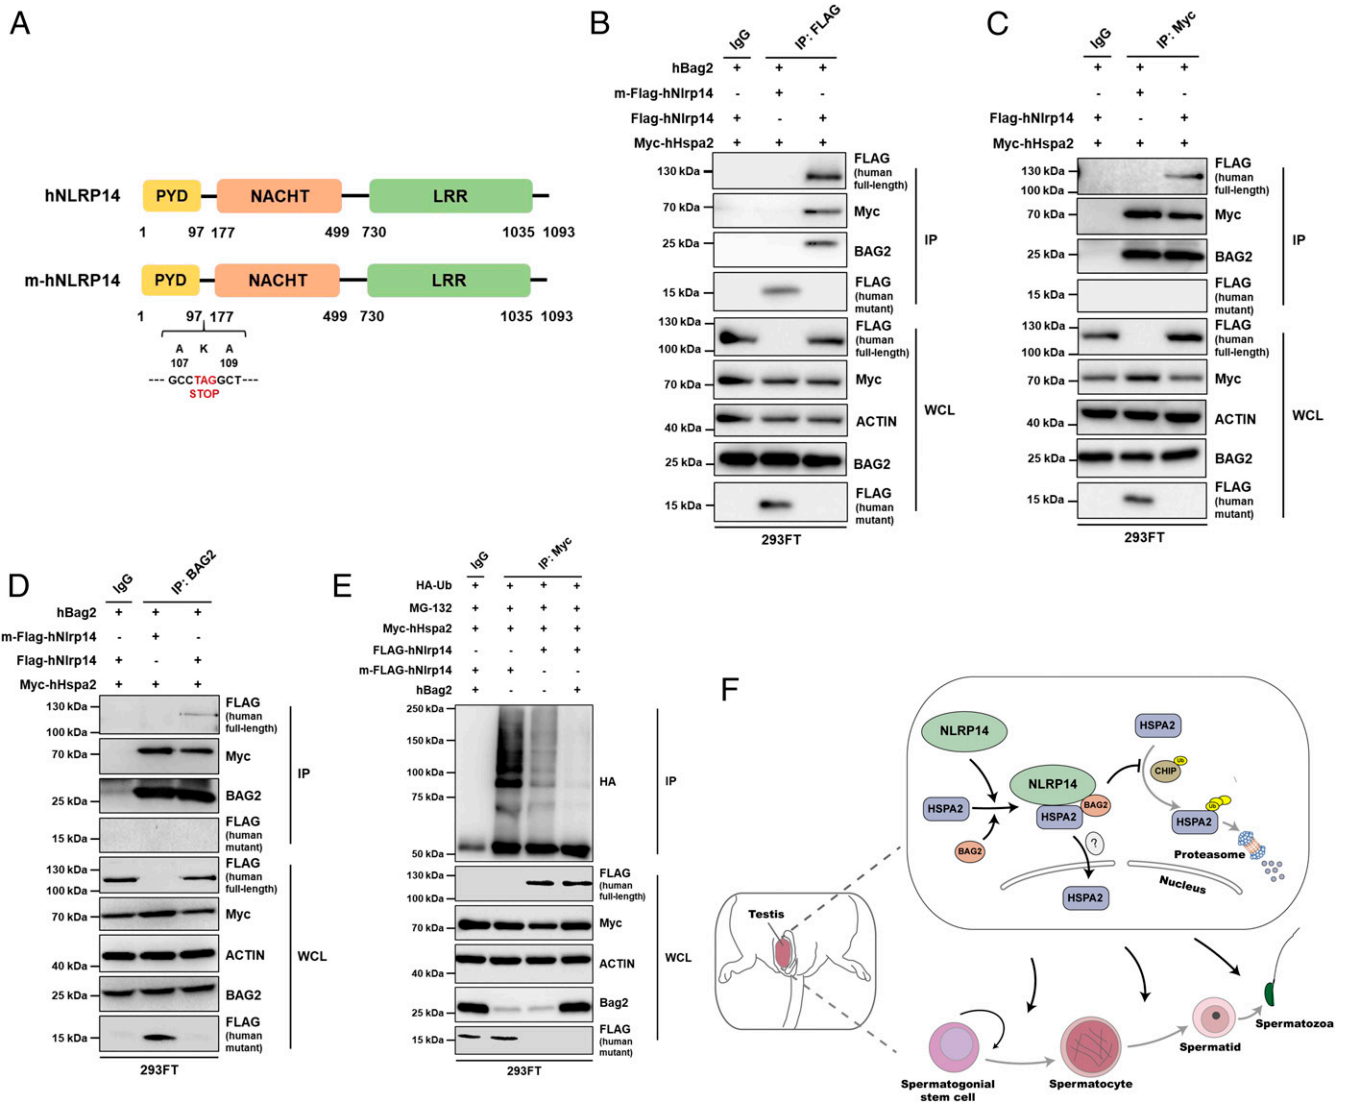 A
hNLRP14
PYD NACHT LRR
1 97 177 499 730 1035 1093
m-hNLRP14
PYD NACHT LRR
1 97 177 499 730 1035 1093
A K A
107 109
--- GCCTAGGCT ---
STOP
B
IgG IP: FLAG
hBag2 + + +
m-Flag-hNlrp14 - + -
Flag-hNlrp14 + - +
Myc-hHspa2 + + +
130 kDa FLAG (human full-length)
70 kDa Myc
25 kDa BAG2
15 kDa FLAG (human mutant)
IP
130 kDa FLAG (human full-length)
100 kDa
70 kDa Myc
40 kDa ACTIN
25 kDa BAG2
15 kDa FLAG (human mutant)
WCL
293FT
C
IgG IP: Myc
+ + +
- + -
Flag-hNlrp14 + - +
Myc-hHspa2 + + +
130 kDa FLAG (human full-length)
100 kDa
70 kDa Myc
25 kDa BAG2
15 kDa FLAG (human mutant)
IP
130 kDa FLAG (human full-length)
100 kDa
70 kDa Myc
40 kDa ACTIN
25 kDa BAG2
15 kDa FLAG (human mutant)
WCL
293FT
D
IgG IP: BAG2
hBag2 + + +
m-Flag-hNlrp14 - + -
Flag-hNlrp14 + - +
Myc-hHspa2 + + +
130 kDa FLAG (human full-length)
100 kDa
70 kDa Myc
25 kDa BAG2
15 kDa FLAG (human mutant)
IP
130 kDa FLAG (human full-length)
100 kDa
70 kDa Myc
40 kDa ACTIN
25 kDa BAG2
15 kDa FLAG (human mutant)
WCL
293FT
E
IgG IP: Myc
HA-Ub + + + +
MG-132 + + + +
Myc-hHspa2 + + + +
FLAG-hNlrp14 - - + +
m-FLAG-hNlrp14 + + - -
hBag2 + - - +
250 kDa
150 kDa
100 kDa HA
75 kDa
50 kDa
IP
130 kDa FLAG (human full-length)
100 kDa
70 kDa Myc
40 kDa ACTIN
25 kDa Bag2
15 kDa FLAG (human mutant)
WCL
293FT
F
NLRP14
HSPA2
BAG2
NLRP14
HSPA2
BAG2
?
HSPA2
Nucleus
HSPA2
CHIP
Ub
HSPA2
Ub
Proteasome
Testis
Spermatogonial
stem cell
Spermatocyte
Spermatid
Spermatozoa